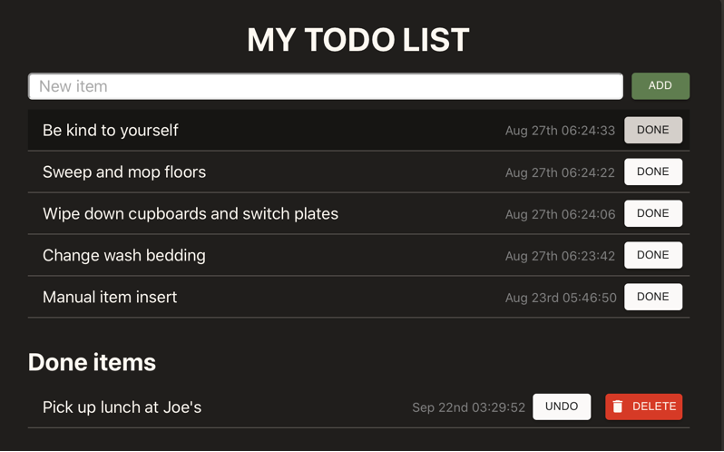 MY TODO LIST
New item ADD
Be kind to yourself Aug 27th 06:24:33 DONE
Sweep and mop floors Aug 27th 06:24:22 DONE
Wipe down cupboards and switch plates Aug 27th 06:24:06 DONE
Change wash bedding Aug 27th 06:23:42 DONE
Manual item insert Aug 23rd 05:46:50 DONE
Done items
Pick up lunch at Joe's Sep 22nd 03:29:52 UNDO DELETE